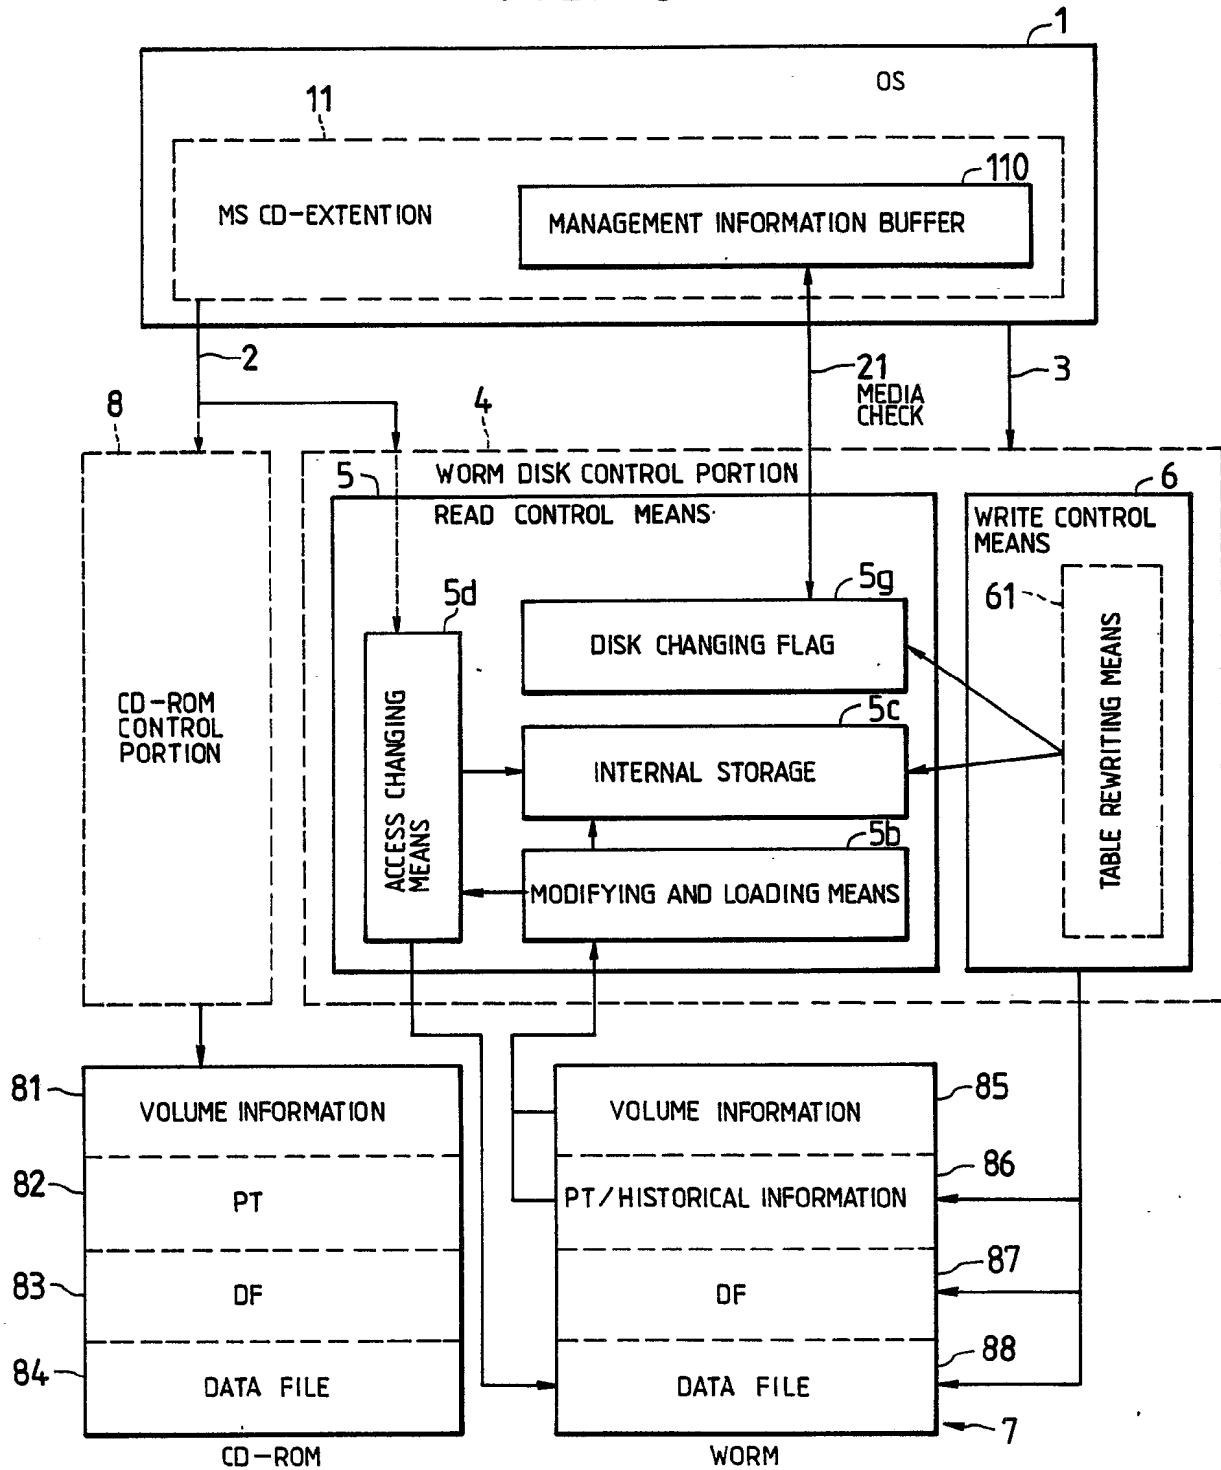 1
OS
11
110
MS CD-EXTENTION
MANAGEMENT INFORMATION BUFFER
2
21
MEDIA
CHECK
3
8
4
WORM DISK CONTROL PORTION
5
READ CONTROL MEANS
6
WRITE CONTROL
MEANS
5d
5g
61
DISK CHANGING FLAG
CD-ROM
CONTROL
PORTION
ACCESS CHANGING
MEANS
5c
INTERNAL STORAGE
TABLE REWRITING MEANS
5b
MODIFYING AND LOADING MEANS
81
VOLUME INFORMATION
85
VOLUME INFORMATION
82
PT
86
PT/HISTORICAL INFORMATION
83
DF
87
DF
84
DATA FILE
88
DATA FILE
7
CD-ROM
WORM